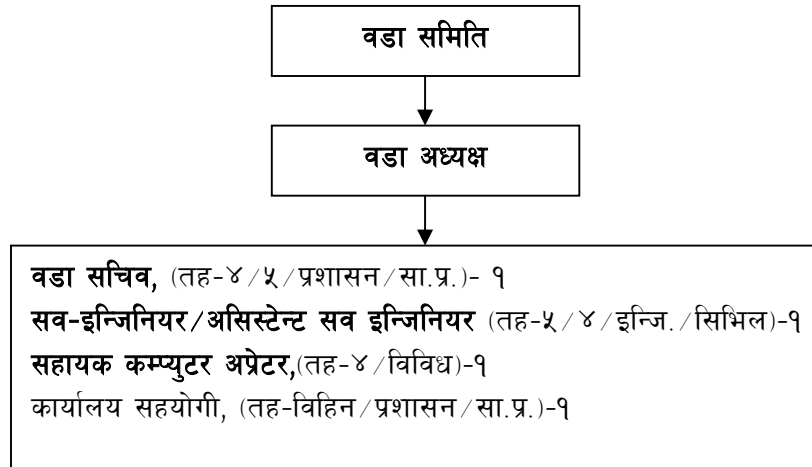 वडा समिति
वडा अध्यक्ष
वडा सचिव, (तह-४/५/प्रशासन/सा.प्र.)- १
सव-इन्जिनियर/असिस्टेन्ट सव इन्जिनियर (तह-५/४/इन्जि./सिभिल)-१
सहायक कम्प्युटर अप्रेटर,(तह-४/विविध)-१
कार्यालय सहयोगी, (तह-विहिन/प्रशासन/सा.प्र.)-१